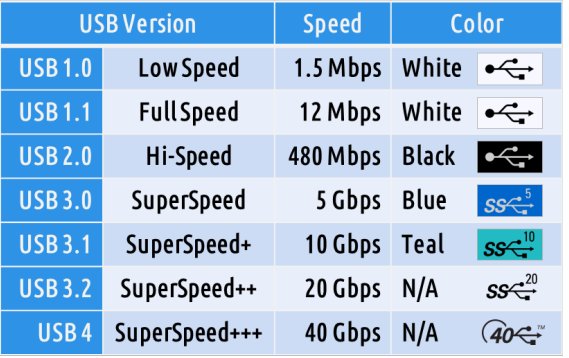 USB Version Speed Color
USB 1.0 Low Speed 1.5 Mbps White
USB 1.1 Full Speed 12 Mbps White
USB 2.0 Hi-Speed 480 Mbps Black
USB 3.0 SuperSpeed 5 Gbps Blue SS 5
USB 3.1 SuperSpeed+ 10 Gbps Teal SS 10
USB 3.2 SuperSpeed++ 20 Gbps N/A SS 20
USB 4 SuperSpeed+++ 40 Gbps N/A 40 ™